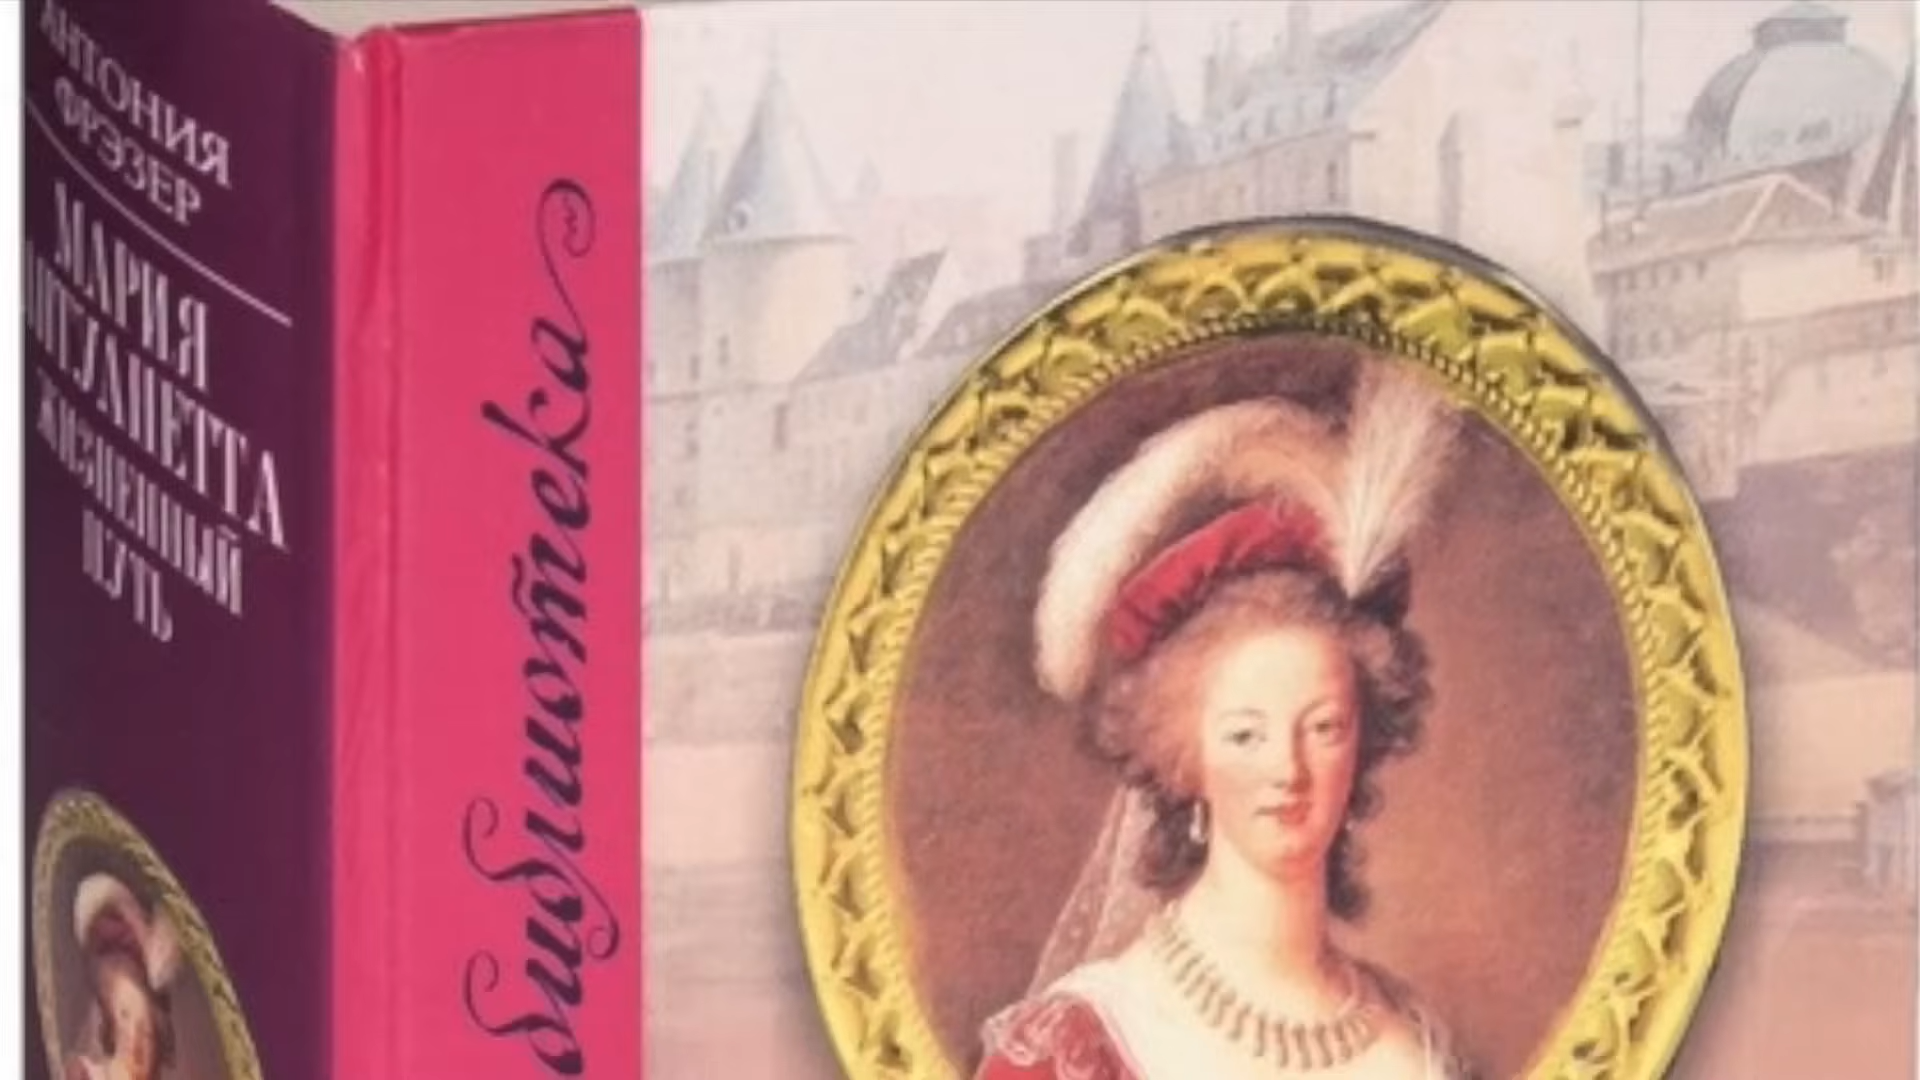 АНТОНИЯ
ФРЭЗЕР
МАРИЯ
АНТУАНЕТТА
ЖИЗНЕННЫЙ
ПУТЬ
библиотека